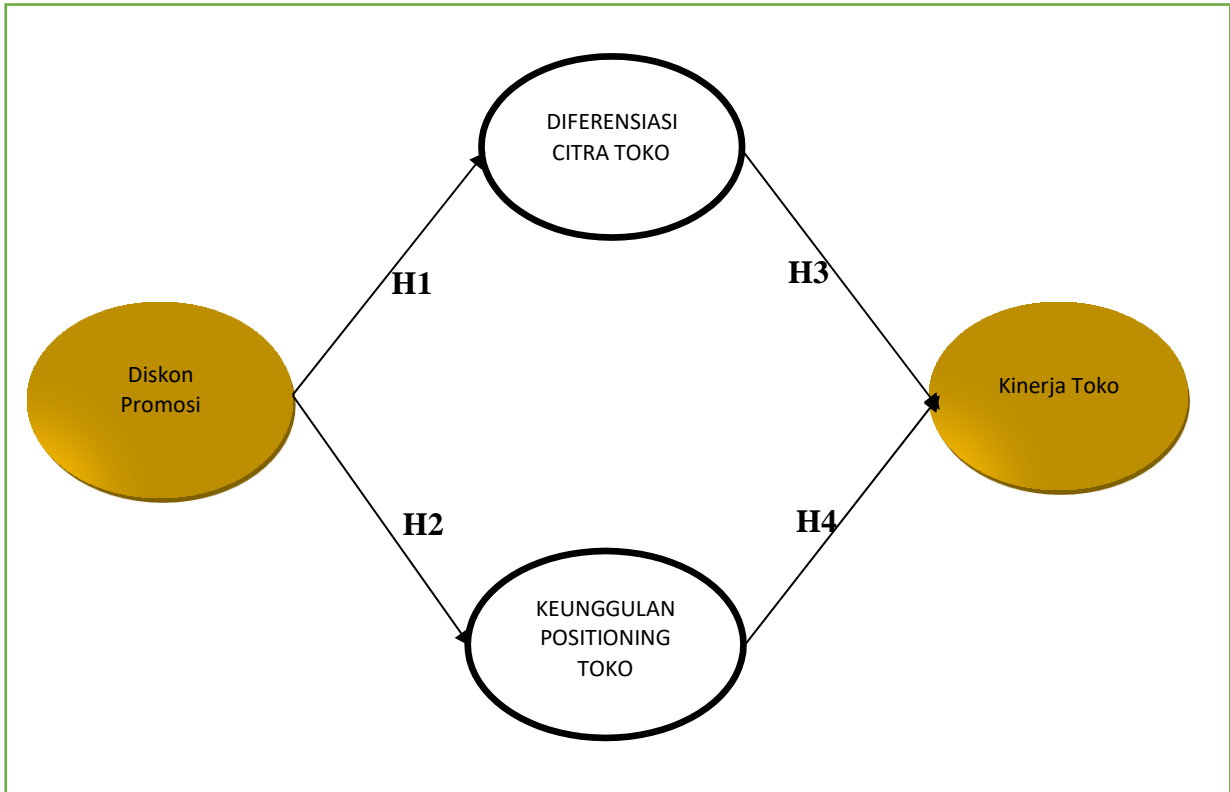 DIFERENSIASI
CITRA TOKO
H1
H3
Diskon
Promosi
Kinerja Toko
H2
H4
KEUNGGULAN
POSITIONING
TOKO